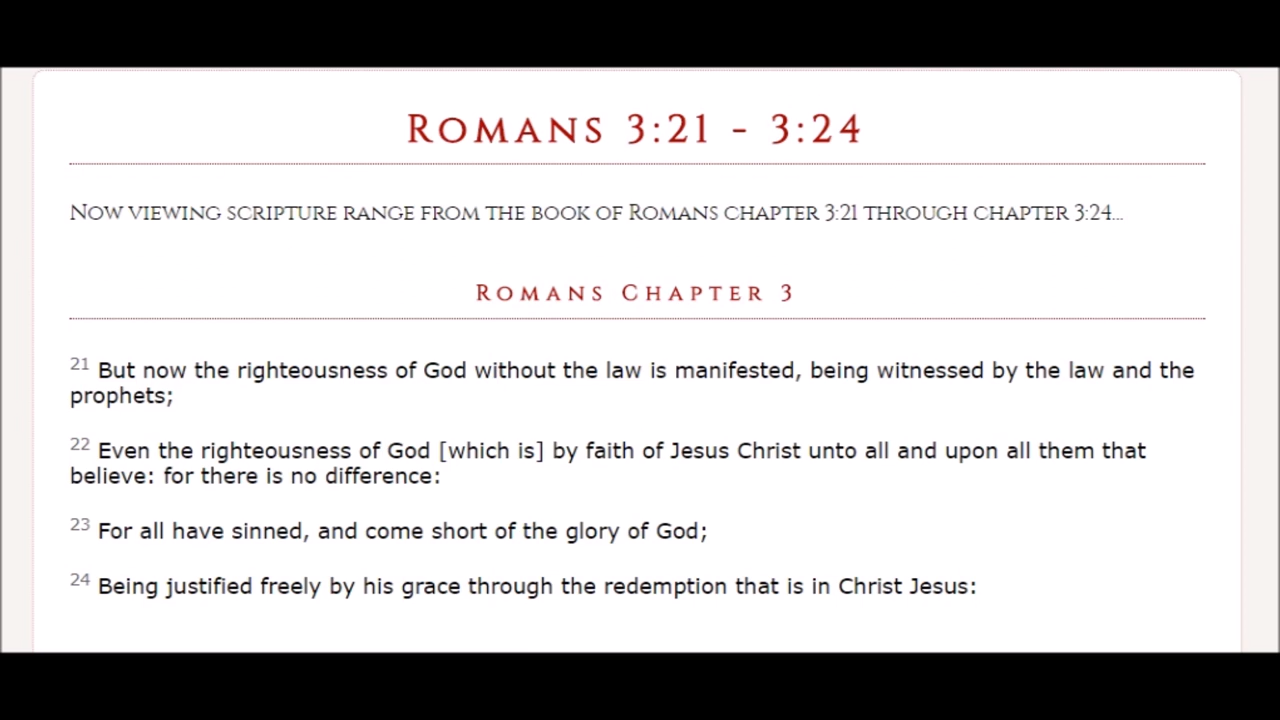 Romans 3:21 - 3:24
Now viewing scripture range from the book of Romans chapter 3:21 through chapter 3:24...
Romans Chapter 3
21 But now the righteousness of God without the law is manifested, being witnessed by the law and the
prophets;
22 Even the righteousness of God [which is] by faith of Jesus Christ unto all and upon all them that
believe: for there is no difference:
23 For all have sinned, and come short of the glory of God;
24 Being justified freely by his grace through the redemption that is in Christ Jesus: